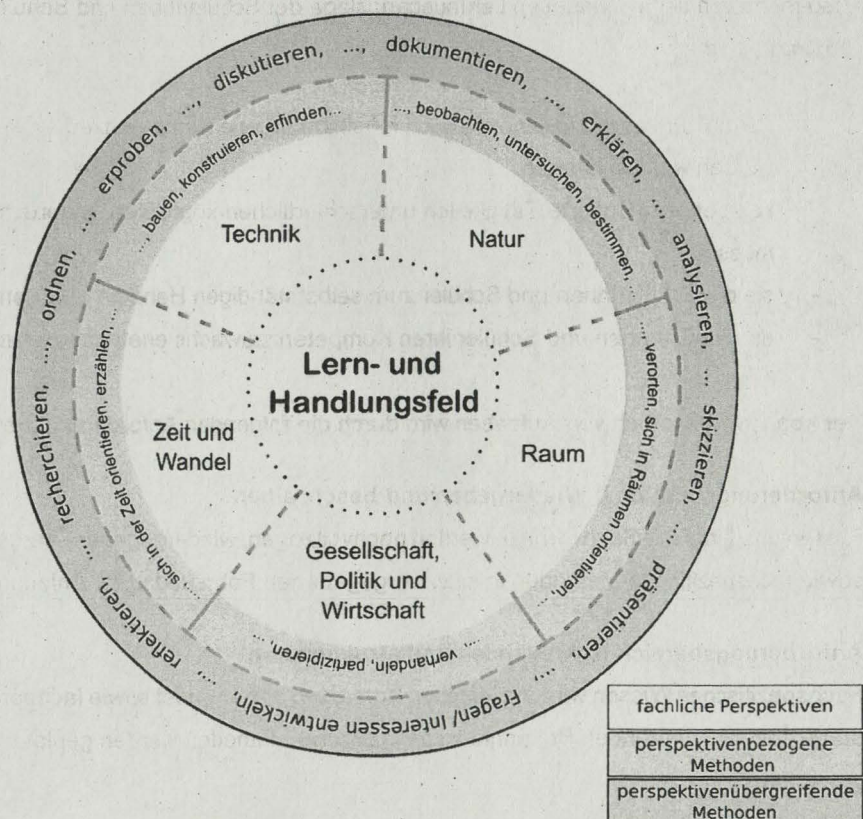 ..., erproben, ..., diskutieren, ..., dokumentieren, ..., erklären, ..., analysieren, ... skizzieren, ... präsentieren, ..., Fragen/ Interessen entwickeln, ..., reflektieren, ..., recherchieren, ... ordnen,
..., bauen, konstruieren, erfinden...
..., beobachten, untersuchen, bestimmen,
... verorten, sich in Räumen orientieren,...
..., verhandeln, partizipieren, ...
...sich in der Zeit orientieren, erzählen, ...
Technik
Natur
Lern- und
Handlungsfeld
Zeit und
Wandel
Raum
Gesellschaft,
Politik und
Wirtschaft
fachliche Perspektiven
perspektivenbezogene
Methoden
perspektivenübergreifende
Methoden